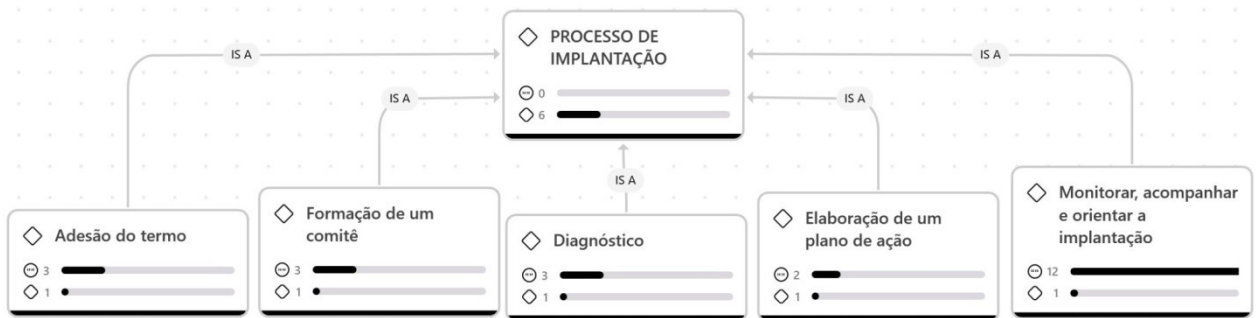 PROCESSO DE
IMPLANTAÇÃO
0
6
IS A
IS A
IS A
IS A
IS A
Adesão do termo
3
1
Formação de um
comitê
3
1
Diagnóstico
3
1
Elaboração de um
plano de ação
2
1
Monitorar, acompanhar
e orientar a
implantação
12
1